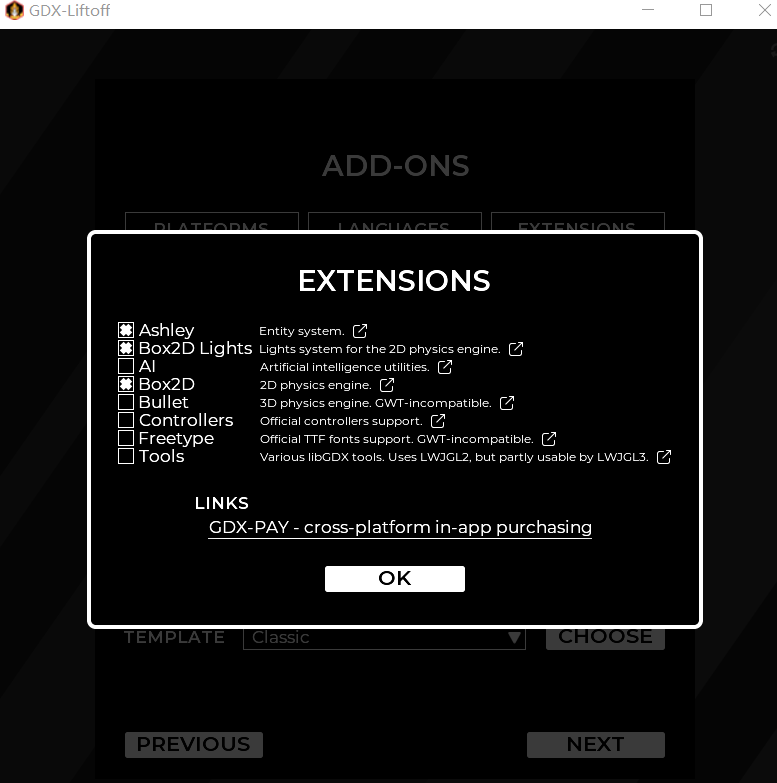 GDX-Liftoff
ADD-ONS
PLATFORMS LANGUAGES EXTENSIONS
EXTENSIONS
Ashley Entity system.
Box2D Lights Lights system for the 2D physics engine.
AI Artificial intelligence utilities.
Box2D 2D physics engine.
Bullet 3D physics engine. GWT-incompatible.
Controllers Official controllers support.
Freetype Official TTF fonts support. GWT-incompatible.
Tools Various libGDX tools. Uses LWJGL2, but partly usable by LWJGL3.
LINKS
GDX-PAY - cross-platform in-app purchasing
OK
TEMPLATE Classic CHOOSE
PREVIOUS NEXT